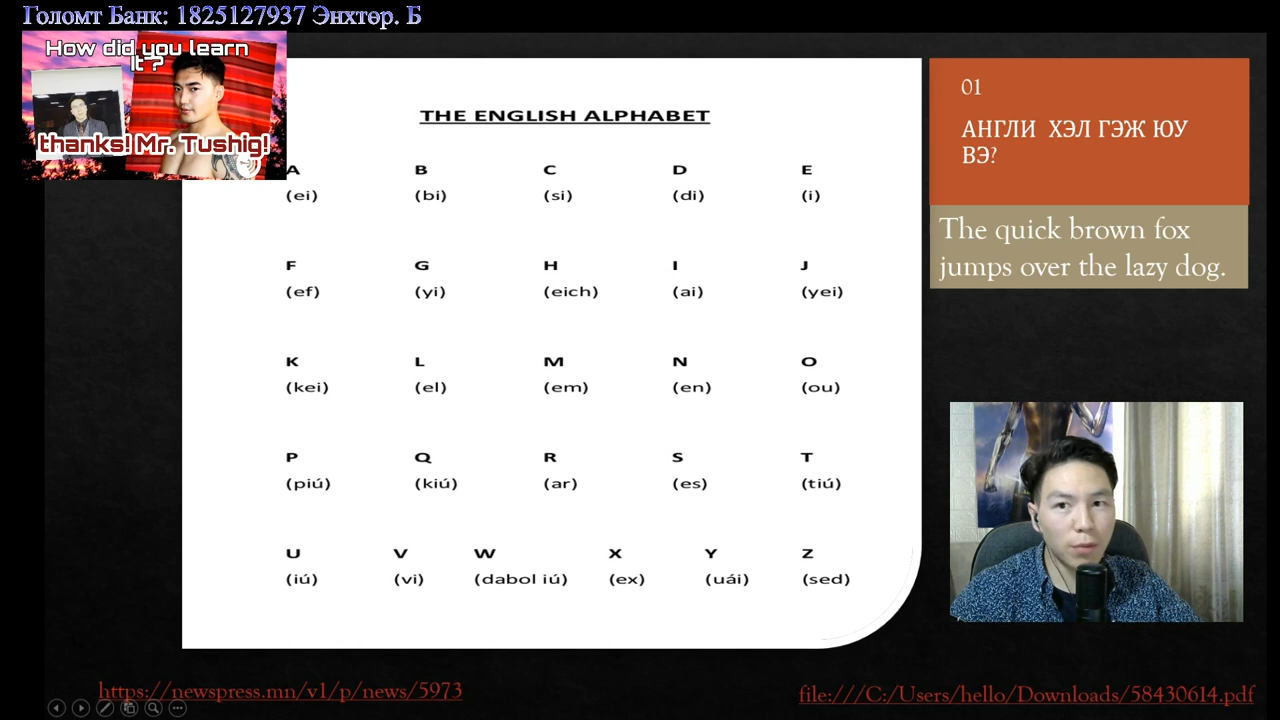 Голомт Банк: 1825127937 Энхтөр. Б
How did you learn
it ?
thanks! Mr. Tushig!
THE ENGLISH ALPHABET
A B C D E
(ei) (bi) (si) (di) (i)
F G H I J
(ef) (yi) (eich) (ai) (yei)
K L M N O
(kei) (el) (em) (en) (ou)
P Q R S T
(piú) (kiú) (ar) (es) (tiú)
U V W X Y Z
(iú) (vi) (dabol iú) (ex) (uái) (sed)
01
АНГЛИ ХЭЛ ГЭЖ ЮУ
ВЭ?
The quick brown fox
jumps over the lazy dog.
https://newspress.mn/v1/p/news/5973
file:///C:/Users/hello/Downloads/58430614.pdf